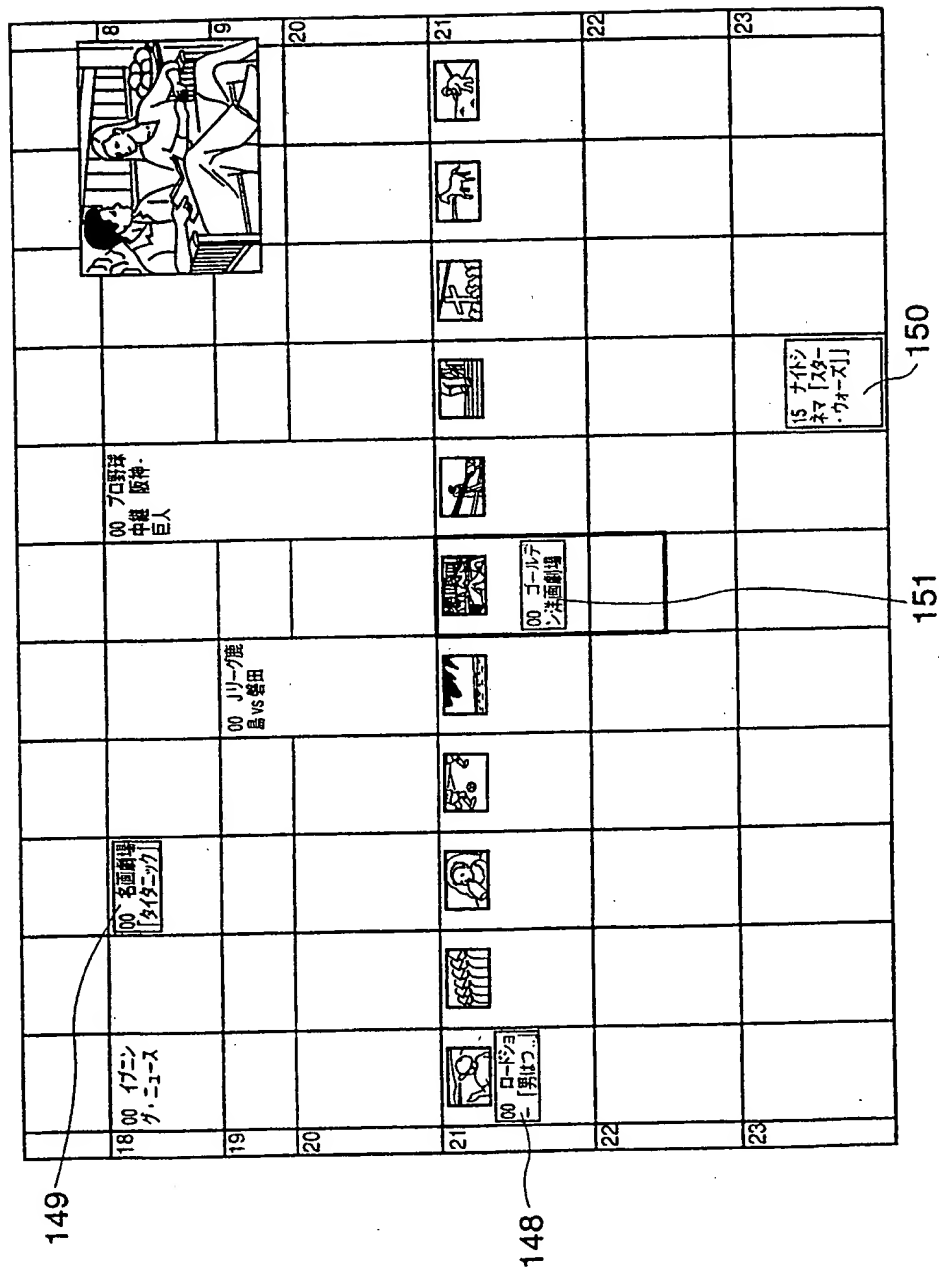 149
18
00 イブニン
グ・ニュース
00 名画劇場
「タイタニック」
00 プロ野球
中継 阪神・
巨人
8
19
00 Jリーグ鹿
島 VS 磐田
9
20
20
21
21
148
00 ロードショ
ー「男はつ...
00 ゴールデ
ン洋画劇場
151
22
22
23
23
15 ナイトシ
ネマ「スター
・ウォーズ」
150